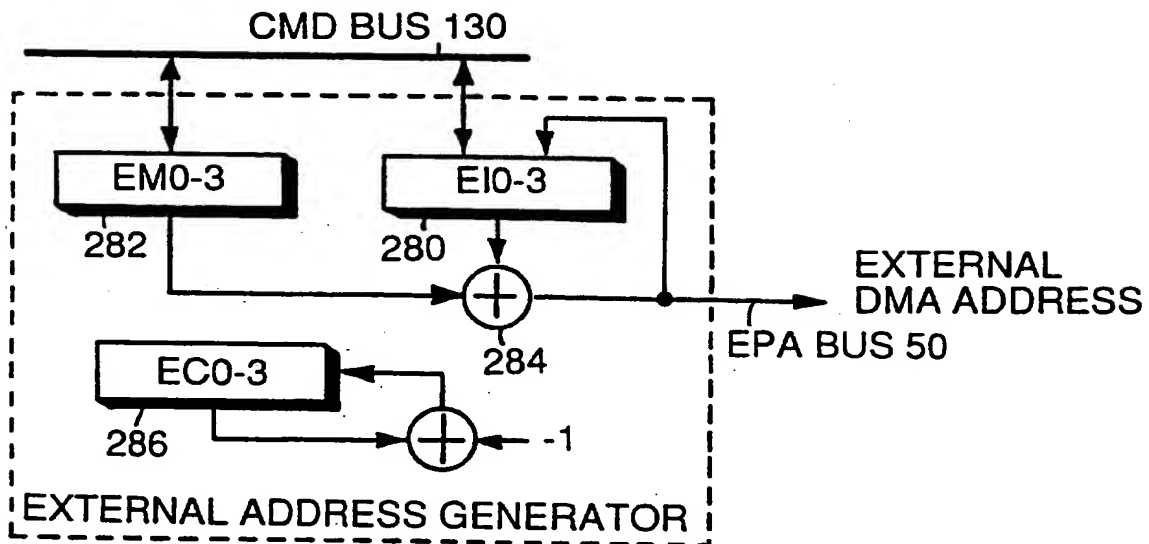 CMD BUS 130
EM0-3
EI0-3
282
280
EXTERNAL
DMA ADDRESS
284
EPA BUS 50
EC0-3
286
-1
EXTERNAL ADDRESS GENERATOR